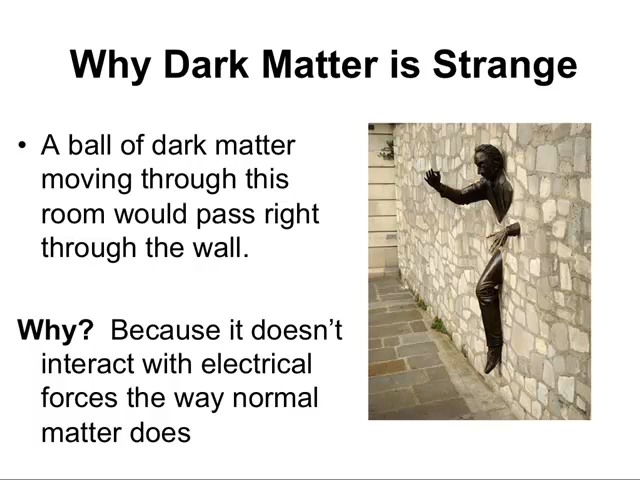 Why Dark Matter is Strange
• A ball of dark matter
moving through this
room would pass right
through the wall.
Why? Because it doesn't
interact with electrical
forces the way normal
matter does